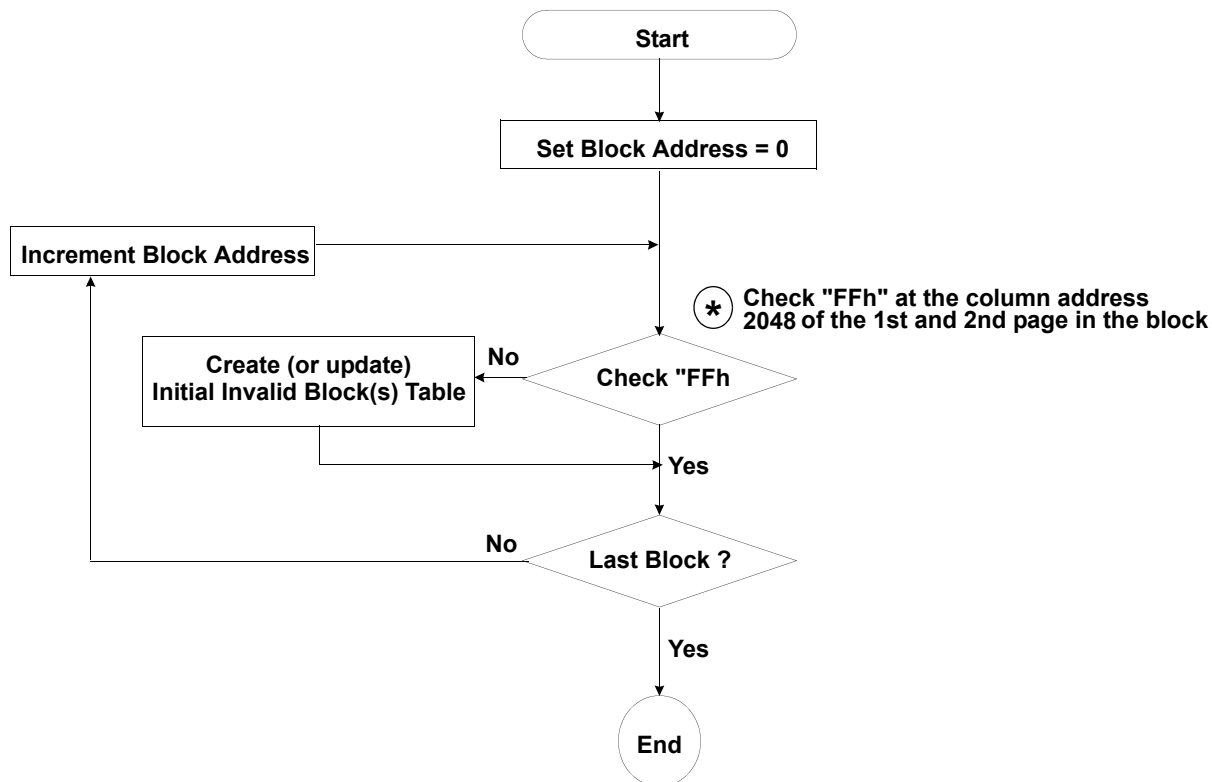 Start
Set Block Address = 0
Increment Block Address
*
Check "FFh" at the column address
2048 of the 1st and 2nd page in the block
No
Create (or update)
Initial Invalid Block(s) Table
Check "FFh
Yes
No
Last Block ?
Yes
End